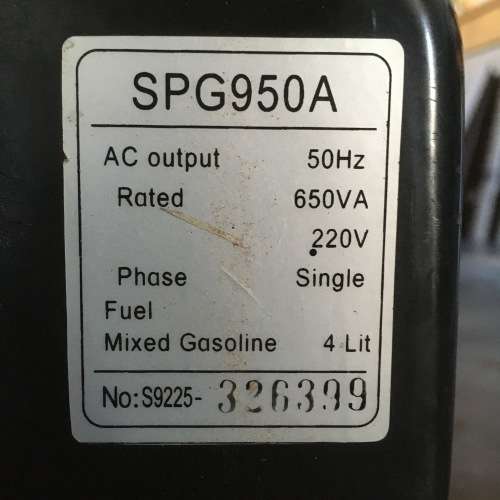 SPG950A
AC output 50Hz
Rated 650VA
220V
Phase Single
Fuel
Mixed Gasoline 4 Lit
No:S9225- 326399